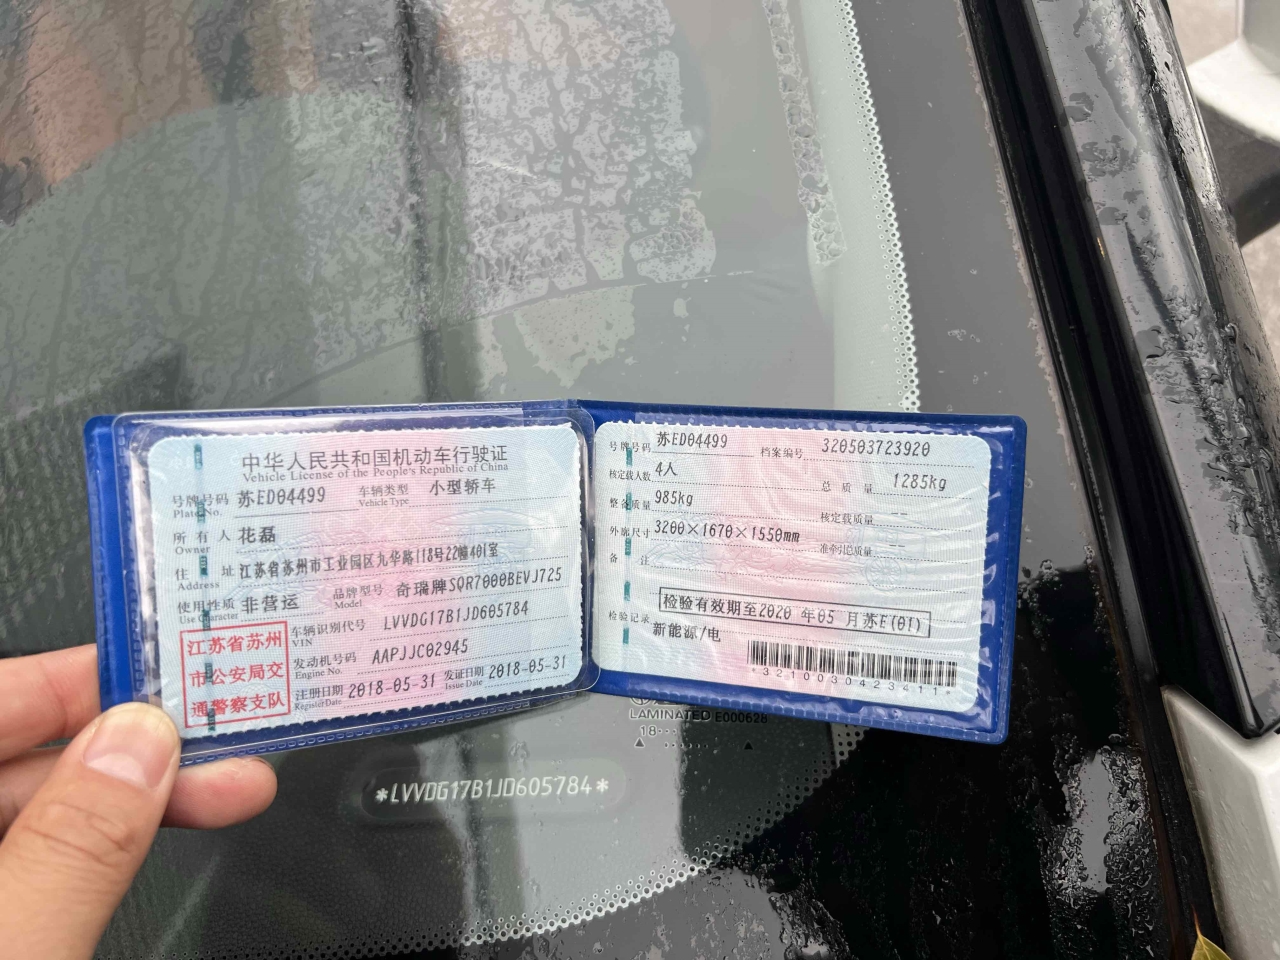 中华人民共和国机动车行驶证
Vehicle License of the People's Republic of China
号牌号码 苏ED04499 车辆类型 小型轿车
Plate No. Vehicle Type
所有人 花磊
Owner
住址 江苏省苏州市工业园区九华路118号22幢401室
Address
使用性质 非营运 品牌型号 奇瑞牌SQR7000BEVJ725
Use Character Model
江苏省苏州
市公安局交
通警察支队
车辆识别代号 LVVDG17B1JD605784
VIN
发动机号码 AAPJJC02945
Engine No.
注册日期 2018-05-31 发证日期 2018-05-31
Register Date Issue Date
号牌号码 苏ED04499 档案编号 320503723920
核定载人数 4人 总质量 1285kg
整备质量 985kg 核定载质量 --
外廓尺寸 3200×1670×1550mm 准牵引总质量 --
备注
检验有效期至2020 年05 月苏E(01)
检验记录
新能源/电
*3210030423411*
LAMINATED E000628
18
*LVVDG17B1JD605784*